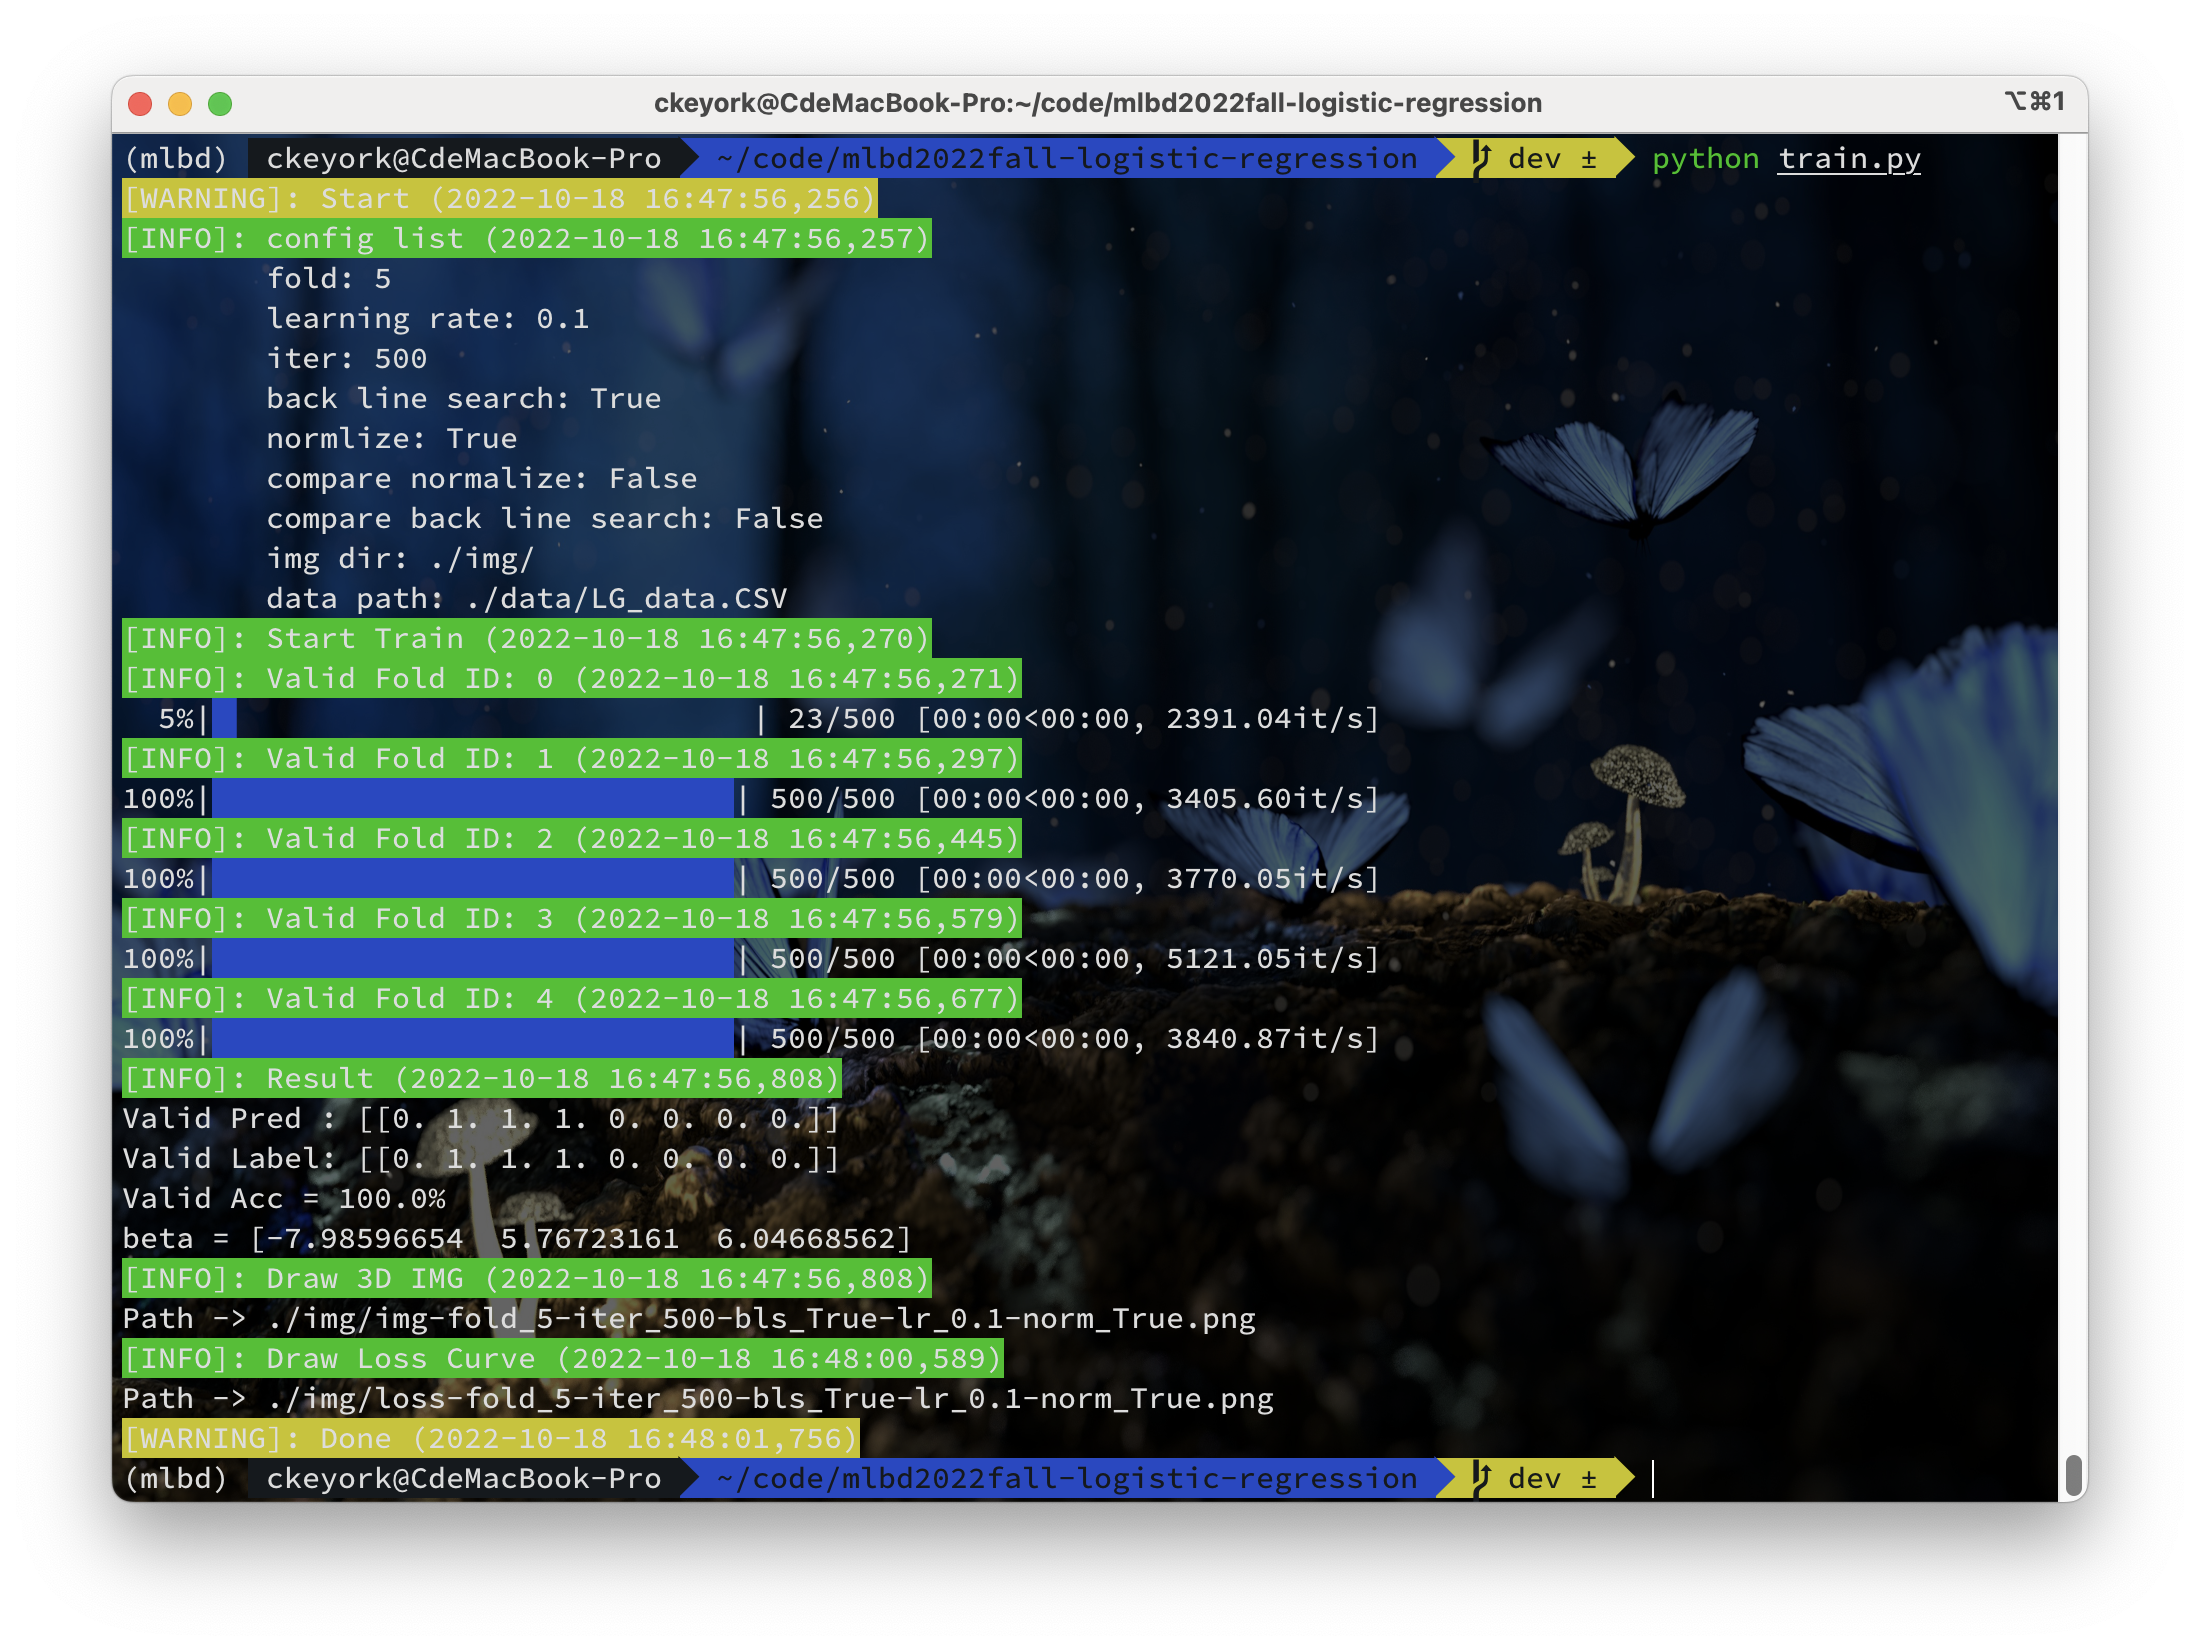 ckeyork@CdeMacBook-Pro:~/code/mlbd2022fall-logistic-regression ⌥⌘1
(mlbd) ckeyork@CdeMacBook-Pro ~/code/mlbd2022fall-logistic-regression dev ± python train.py
[WARNING]: Start (2022-10-18 16:47:56,256)
[INFO]: config list (2022-10-18 16:47:56,257)
fold: 5
learning rate: 0.1
iter: 500
back line search: True
normlize: True
compare normalize: False
compare back line search: False
img dir: ./img/
data path: ./data/LG_data.CSV
[INFO]: Start Train (2022-10-18 16:47:56,270)
[INFO]: Valid Fold ID: 0 (2022-10-18 16:47:56,271)
5%| | 23/500 [00:00<00:00, 2391.04it/s]
[INFO]: Valid Fold ID: 1 (2022-10-18 16:47:56,297)
100%| | 500/500 [00:00<00:00, 3405.60it/s]
[INFO]: Valid Fold ID: 2 (2022-10-18 16:47:56,445)
100%| | 500/500 [00:00<00:00, 3770.05it/s]
[INFO]: Valid Fold ID: 3 (2022-10-18 16:47:56,579)
100%| | 500/500 [00:00<00:00, 5121.05it/s]
[INFO]: Valid Fold ID: 4 (2022-10-18 16:47:56,677)
100%| | 500/500 [00:00<00:00, 3840.87it/s]
[INFO]: Result (2022-10-18 16:47:56,808)
Valid Pred : [[0. 1. 1. 1. 0. 0. 0. 0.]]
Valid Label: [[0. 1. 1. 1. 0. 0. 0. 0.]]
Valid Acc = 100.0%
beta = [-7.98596654  5.76723161  6.04668562]
[INFO]: Draw 3D IMG (2022-10-18 16:47:56,808)
Path -> ./img/img-fold_5-iter_500-bls_True-lr_0.1-norm_True.png
[INFO]: Draw Loss Curve (2022-10-18 16:48:00,589)
Path -> ./img/loss-fold_5-iter_500-bls_True-lr_0.1-norm_True.png
[WARNING]: Done (2022-10-18 16:48:01,756)
(mlbd) ckeyork@CdeMacBook-Pro ~/code/mlbd2022fall-logistic-regression dev ±